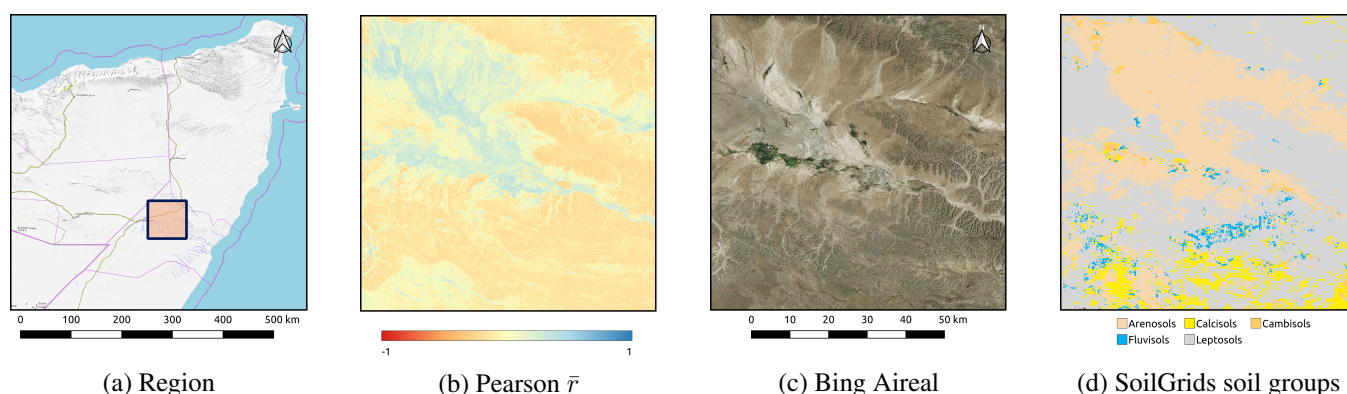 N
N
0 100 200 300 400 500 km
-1 1
0 10 20 30 40 50 km
Arenosols Calcisols Cambisols
Fluvisols Leptosols
(a) Region (b) Pearson r̄ (c) Bing Aireal (d) SoilGrids soil groups